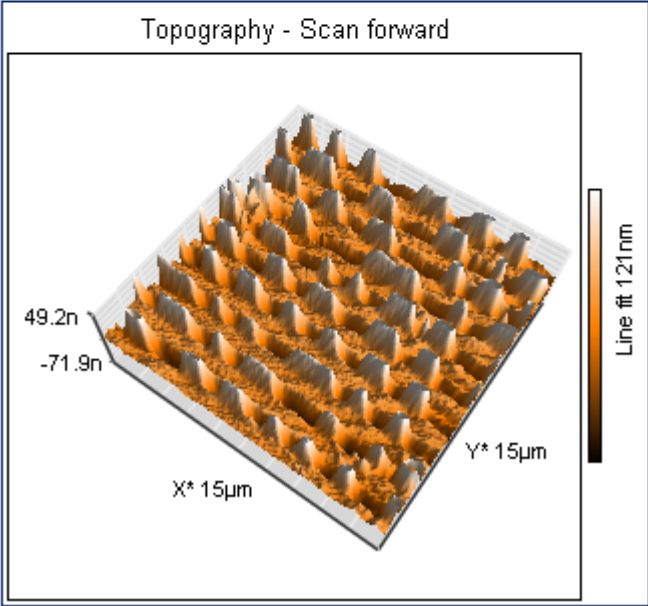 Topography - Scan forward
49.2n
-71.9n
X* 15µm
Y* 15µm
Line fit 121nm